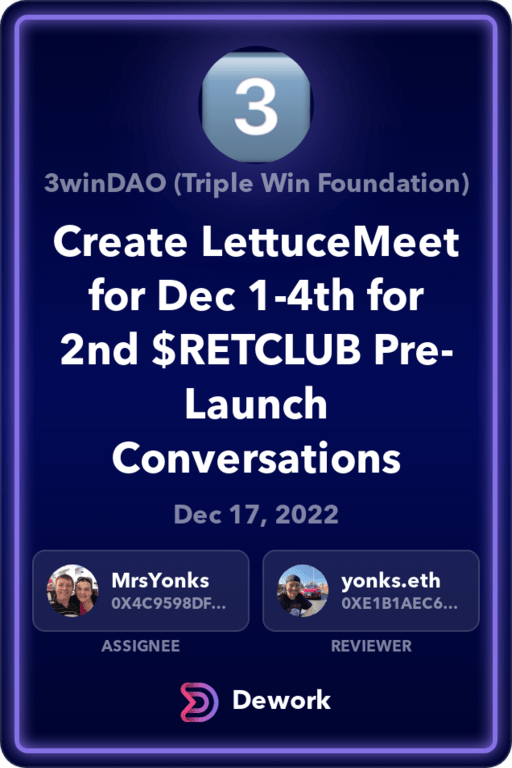 3
3winDAO (Triple Win Foundation)
Create LettuceMeet
for Dec 1-4th for
2nd $RETCLUB Pre-
Launch
Conversations
Dec 17, 2022
MrsYonks
0X4C9598DF...
ASSIGNEE
yonks.eth
0XE1B1AEC6...
REVIEWER
Dework